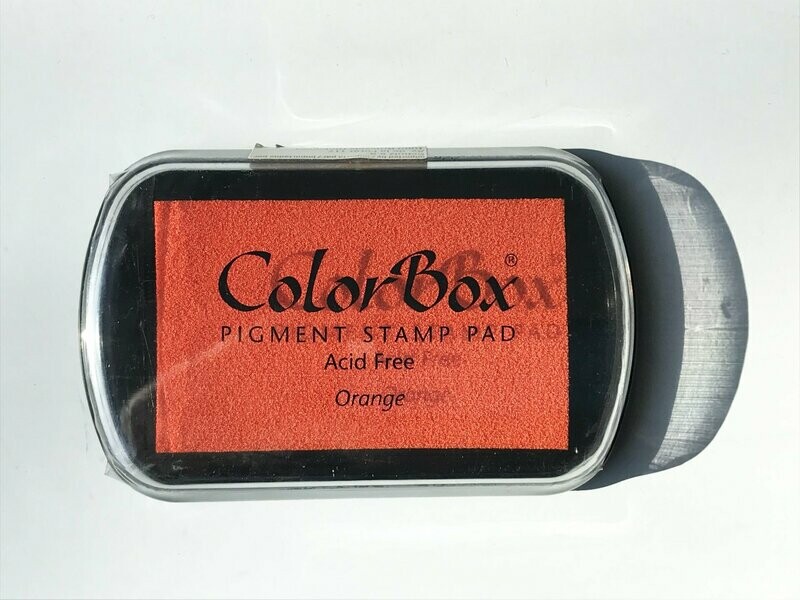 ColorBox®
PIGMENT STAMP PAD
Acid Free
Orange